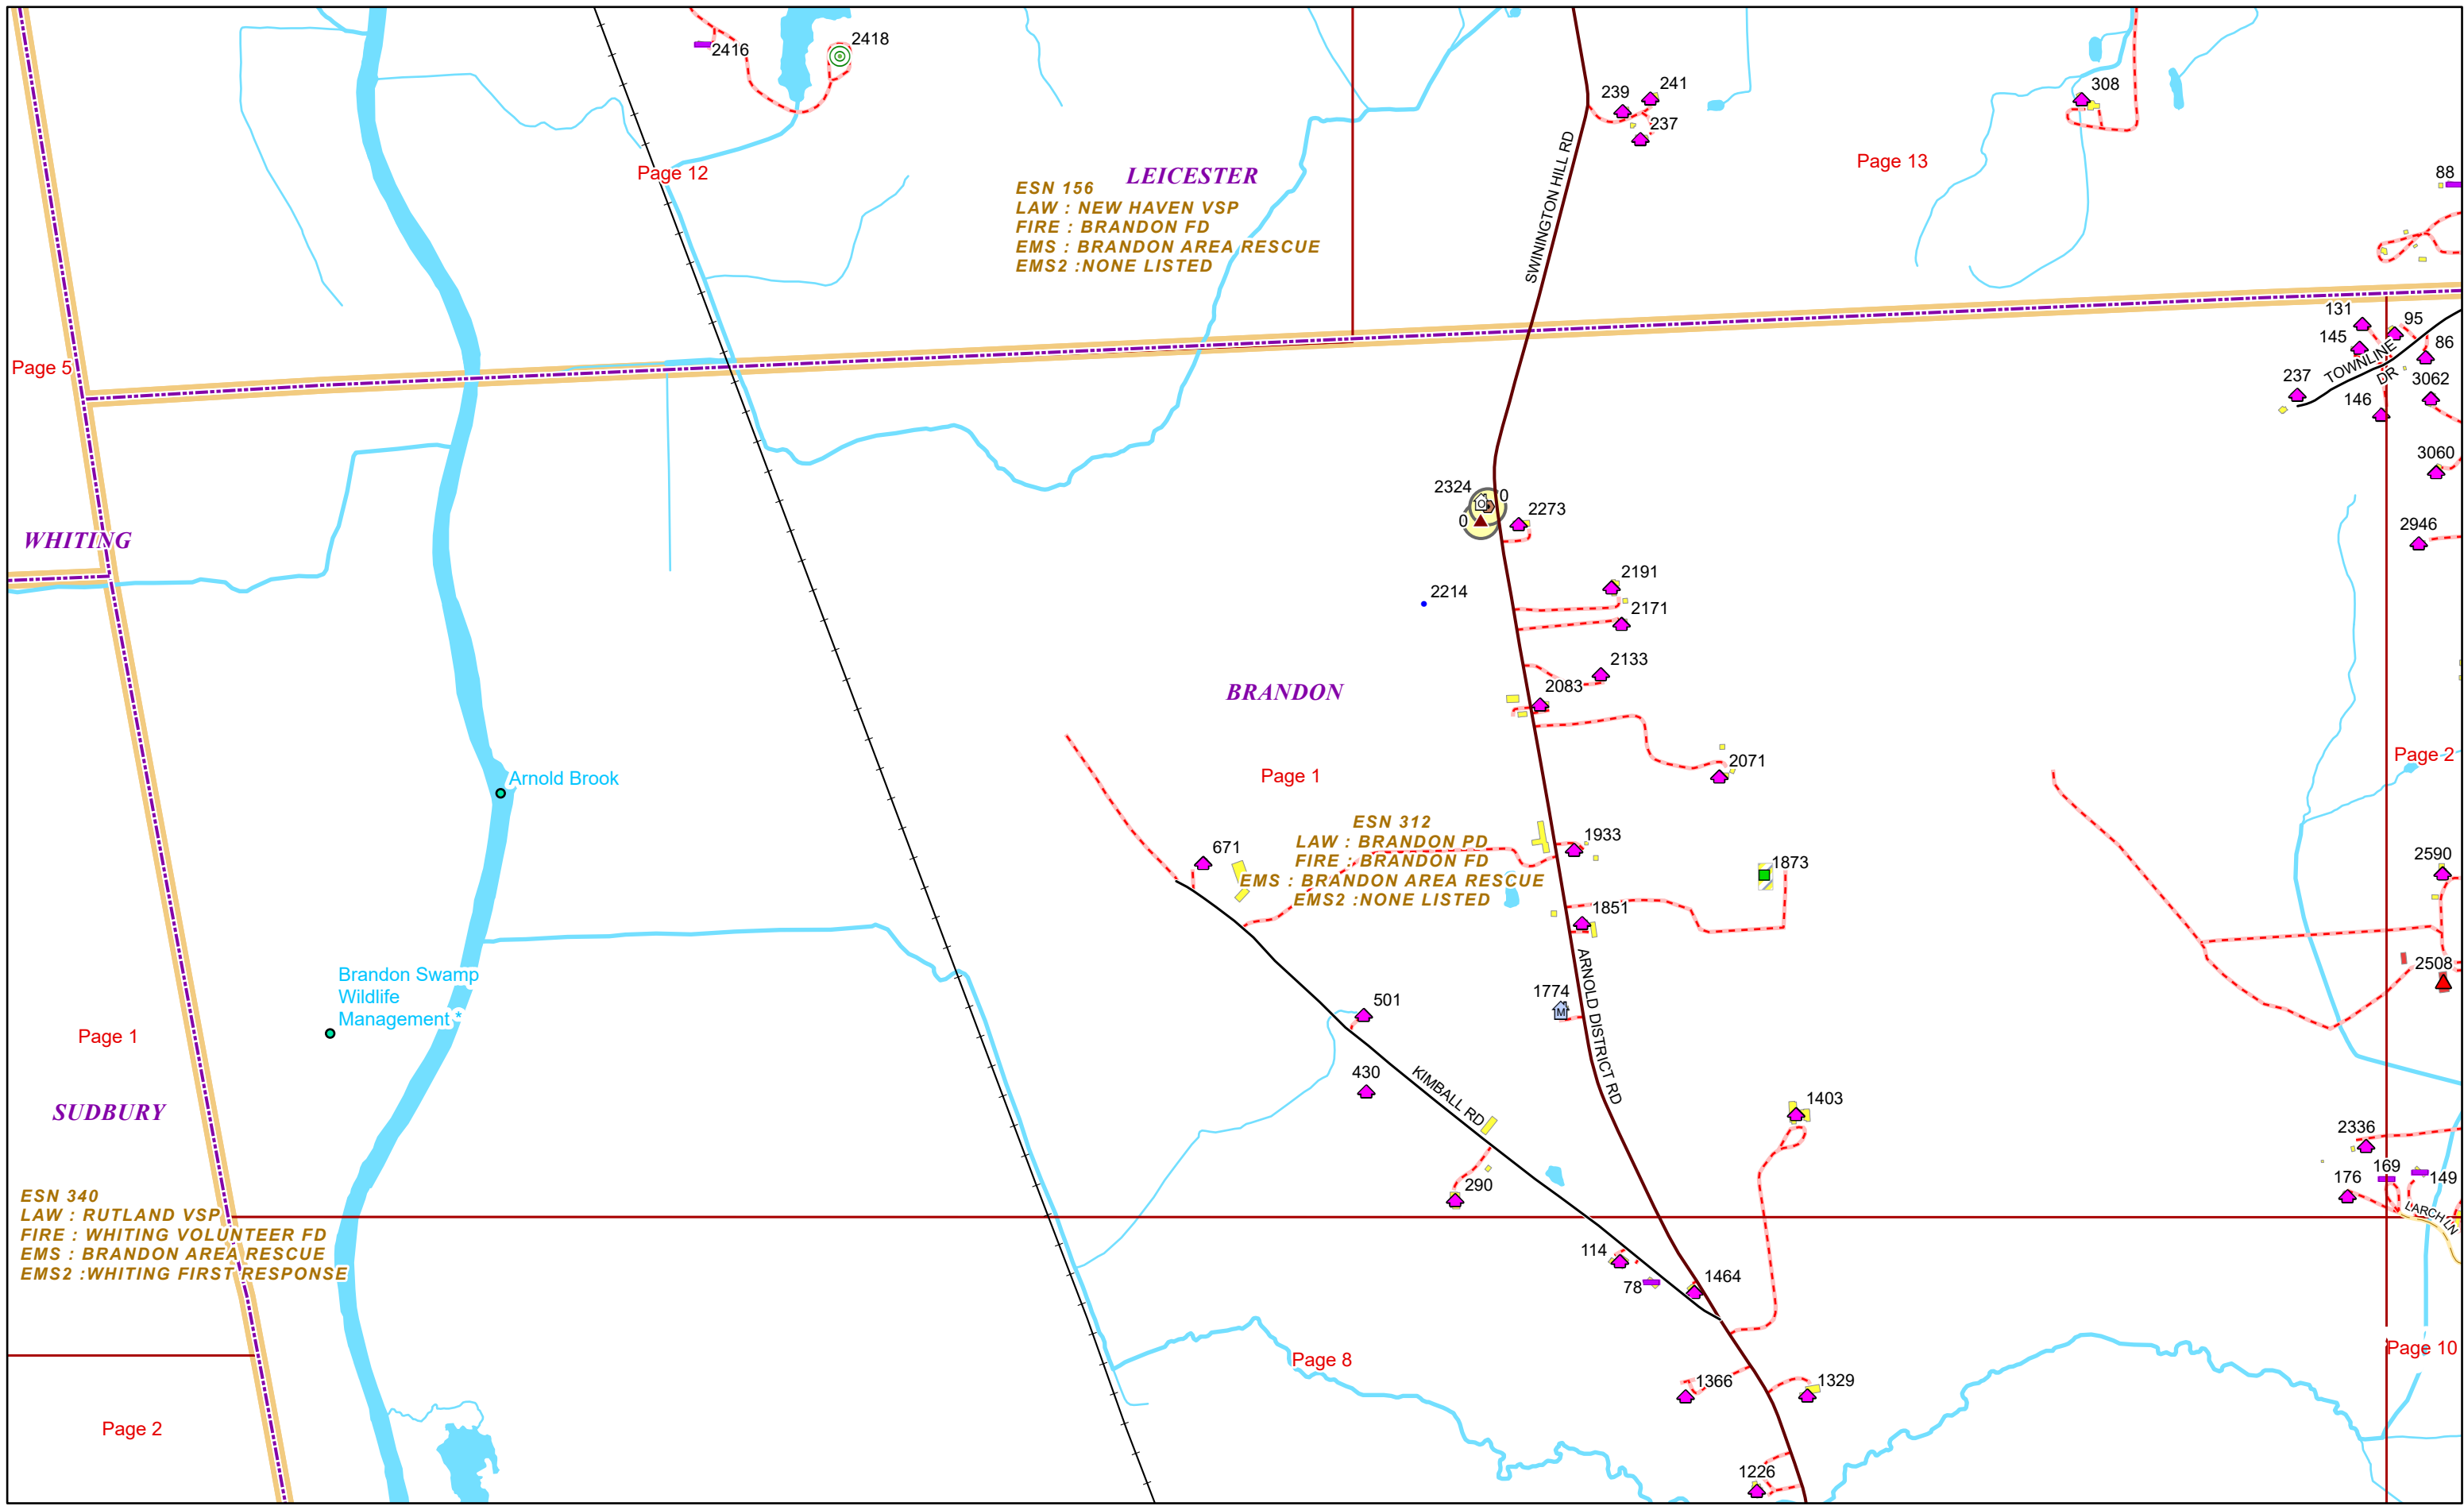 2416
2418
239
241
237
308
Page 12
Page 13
LEICESTER
ESN 156
LAW : NEW HAVEN VSP
FIRE : BRANDON FD
EMS : BRANDON AREA RESCUE
EMS2 :NONE LISTED
SWININGTON HILL RD
88
131
95
145
86
TOWNLINE DR
237
3062
146
Page 5
3060
2324
0
0
2273
2946
WHITING
2191
2214
2171
2133
BRANDON
2083
2071
Page 2
Page 1
Arnold Brook
ESN 312
LAW : BRANDON PD
FIRE : BRANDON FD
EMS : BRANDON AREA RESCUE
EMS2 :NONE LISTED
671
1933
1873
2590
1851
2508
ARNOLD DISTRICT RD
1774
M
Brandon Swamp
Wildlife
Management *
501
Page 1
430
KIMBALL RD
1403
SUDBURY
2336
169
176
149
LARCH LN
290
ESN 340
LAW : RUTLAND VSP
FIRE : WHITING VOLUNTEER FD
EMS : BRANDON AREA RESCUE
EMS2 :WHITING FIRST RESPONSE
114
78
1464
Page 8
Page 10
1366
1329
Page 2
1226